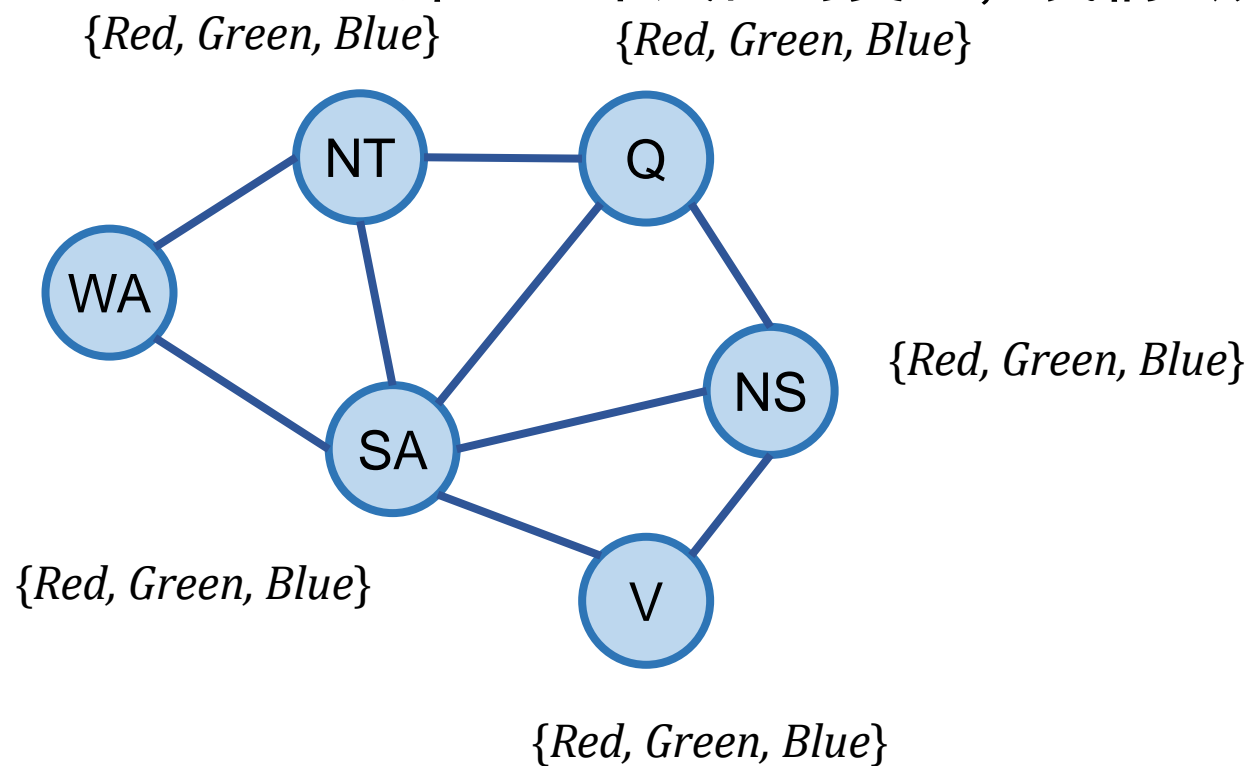 {Red, Green, Blue}
{Red, Green, Blue}
NT
Q
WA
{Red, Green, Blue}
NS
SA
{Red, Green, Blue}
V
{Red, Green, Blue}